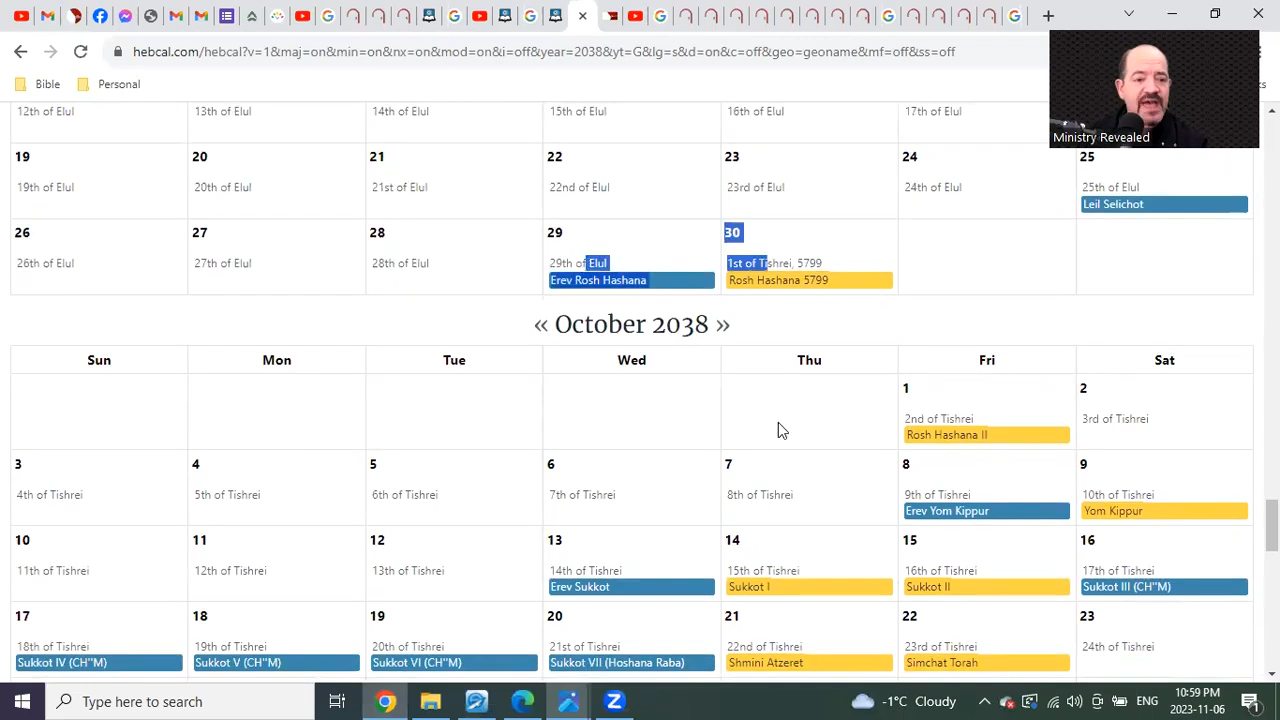 hebcal.com/hebcal?v=1&maj=on&min=on&nx=on&mod=on&i=off&year=2038&yt=G&lg=s&d=on&c=off&geo=geoname&mf=off&ss=off
Bible Personal
Ministry Revealed
12th of Elul 13th of Elul 14th of Elul 15th of Elul 16th of Elul 17th of Elul
19 20 21 22 23 24 25
19th of Elul 20th of Elul 21st of Elul 22nd of Elul 23rd of Elul 24th of Elul 25th of Elul
Leil Selichot
26 27 28 29 30
26th of Elul 27th of Elul 28th of Elul 29th of Elul 1st of Tishrei, 5799
Erev Rosh Hashana Rosh Hashana 5799
« October 2038 »
Sun Mon Tue Wed Thu Fri Sat
1 2
2nd of Tishrei 3rd of Tishrei
Rosh Hashana II
3 4 5 6 7 8 9
4th of Tishrei 5th of Tishrei 6th of Tishrei 7th of Tishrei 8th of Tishrei 9th of Tishrei 10th of Tishrei
Erev Yom Kippur Yom Kippur
10 11 12 13 14 15 16
11th of Tishrei 12th of Tishrei 13th of Tishrei 14th of Tishrei 15th of Tishrei 16th of Tishrei 17th of Tishrei
Erev Sukkot Sukkot I Sukkot II Sukkot III (CH''M)
17 18 19 20 21 22 23
18th of Tishrei 19th of Tishrei 20th of Tishrei 21st of Tishrei 22nd of Tishrei 23rd of Tishrei 24th of Tishrei
Sukkot IV (CH''M) Sukkot V (CH''M) Sukkot VI (CH''M) Sukkot VII (Hoshana Raba) Shmini Atzeret Simchat Torah
Type here to search -1°C Cloudy ENG 10:59 PM
2023-11-06